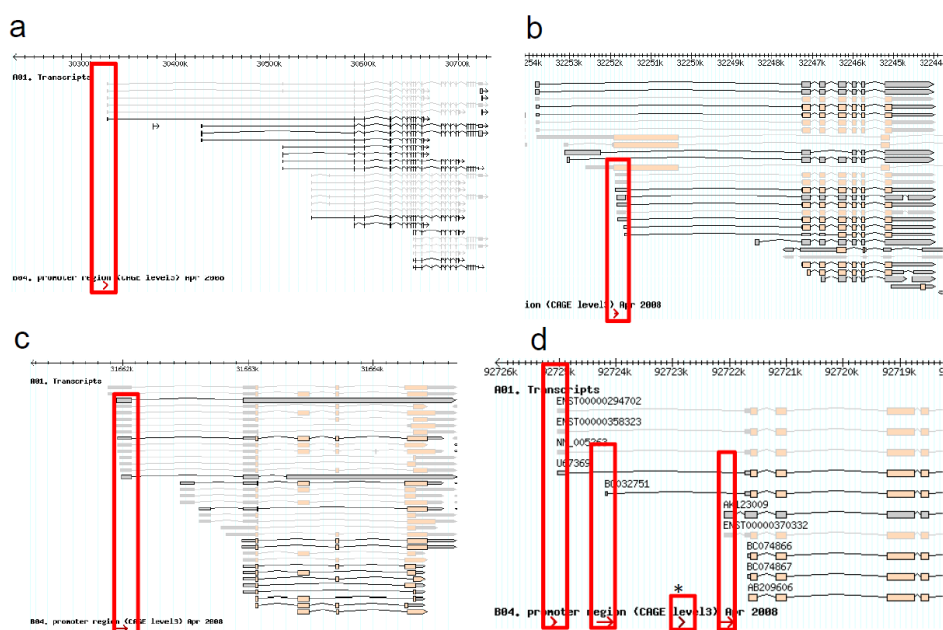 a
30300k 30400k 30500k 30600k 30700k
A01. Transcripts
B04. promoter region (CAGE level3) Apr 2008
b
254k 32253k 32252k 32251k 32250k 32249k 32248k 32247k 32246k 32245k 32244
ion (CAGE level3) Apr 2008
c
31662k 31663k 31664k
A01. Transcripts
B04. promoter region (CAGE level3) Apr 2008
d
92726k 92725k 92724k 92723k 92722k 92721k 92720k 92719k 9
A01. Transcripts
ENST00000294702
ENST00000358323
NM_005263
U67369
BC032751
AK123009
ENST00000370332
BC074866
BC074867
AB209606
*
B04. promoter region (CAGE level3) Apr 2008